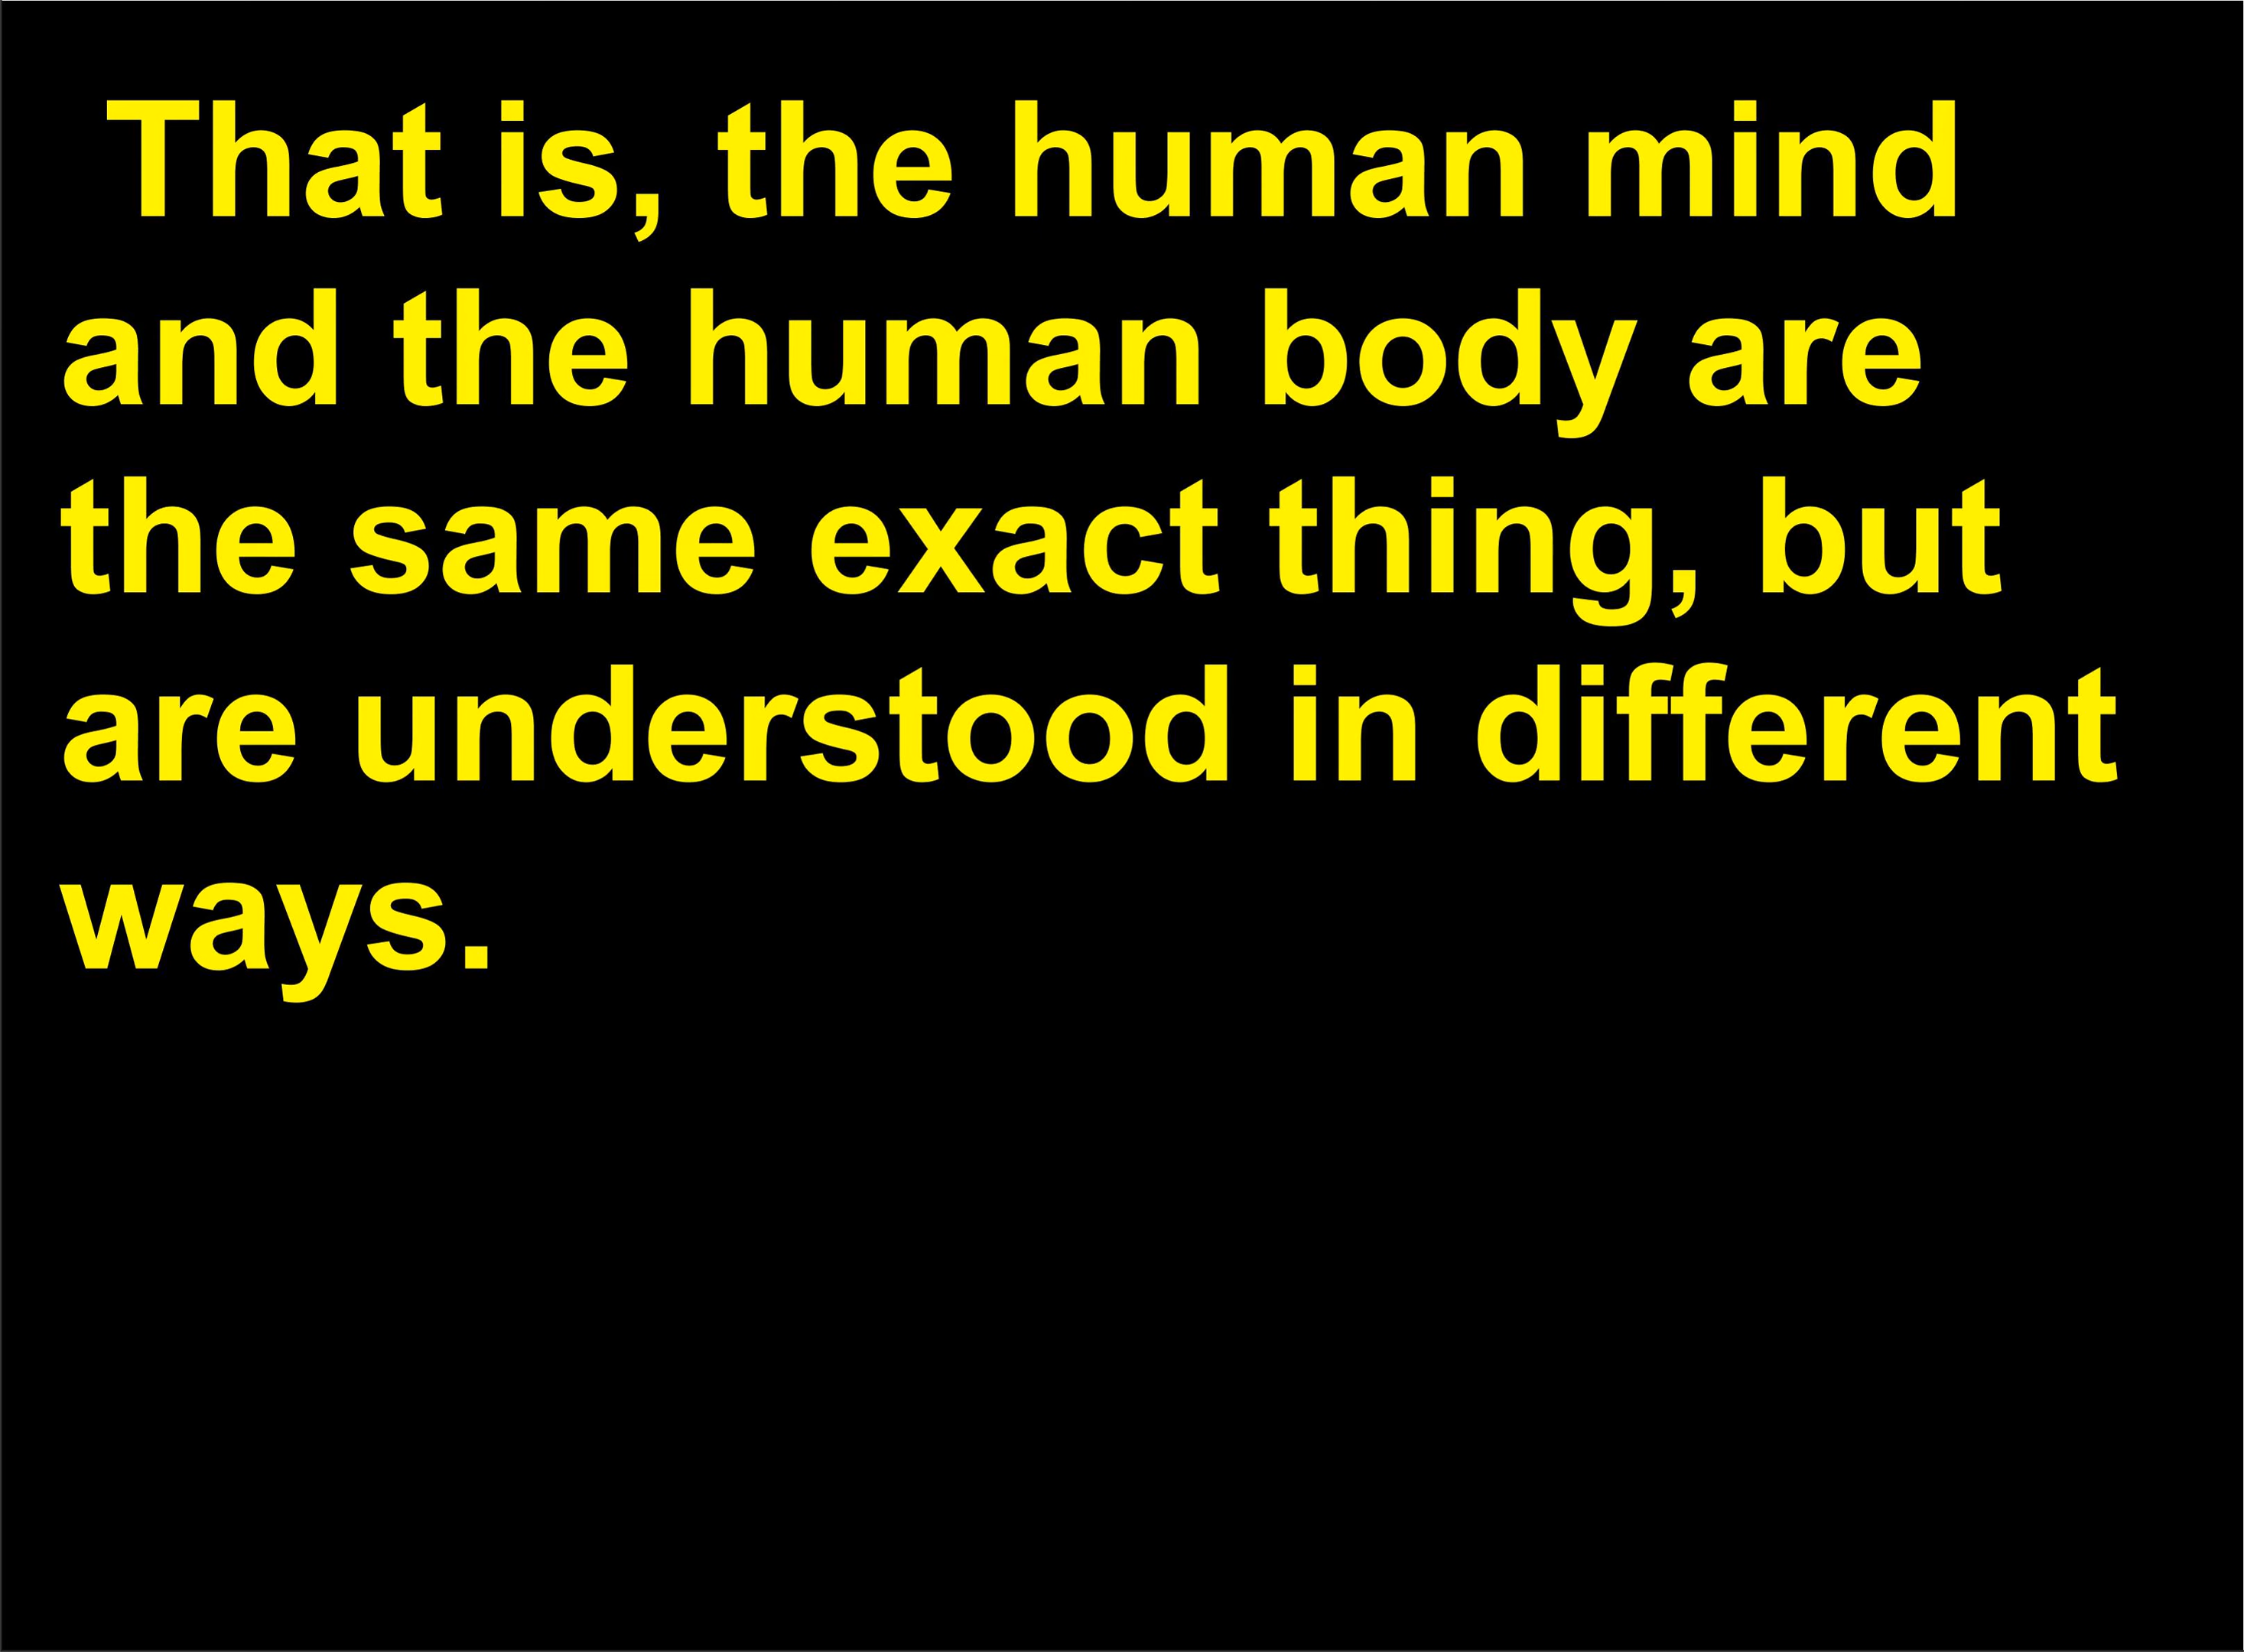 That is, the human mind
and the human body are
the same exact thing, but
are understood in different
ways.